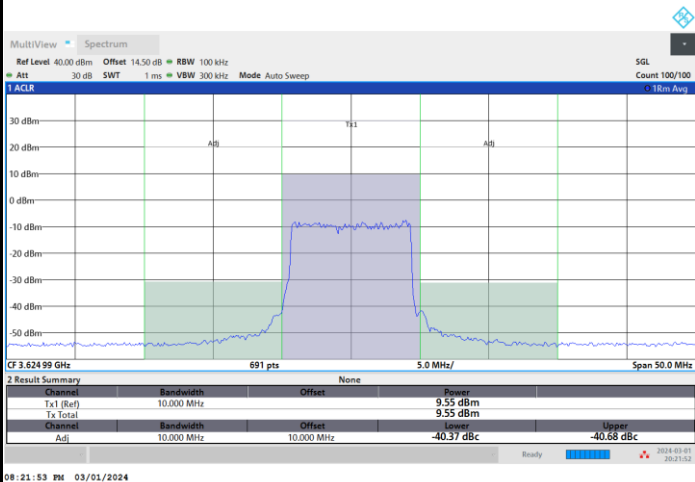 MultiView Spectrum
Ref Level 40.00 dBm Offset 14.50 dB RBW 100 kHz SGL
Att 30 dB SWT 1 ms VBW 300 kHz Mode Auto Sweep Count 100/100
1 ACLR 1Rm Avg
Tx1
30 dBm
Adj Adj
20 dBm
10 dBm
0 dBm
-10 dBm
-20 dBm
-30 dBm
-40 dBm
-50 dBm
CF 3.624 99 GHz 691 pts 5.0 MHz/ Span 50.0 MHz
2 Result Summary None
Channel Bandwidth Offset Power
Tx1 (Ref) 10.000 MHz 9.55 dBm
Tx Total 9.55 dBm
Channel Bandwidth Offset Lower Upper
Adj 10.000 MHz 10.000 MHz -40.37 dBc -40.68 dBc
Ready 2024-03-01
20:21:52
08:21:53 PM 03/01/2024